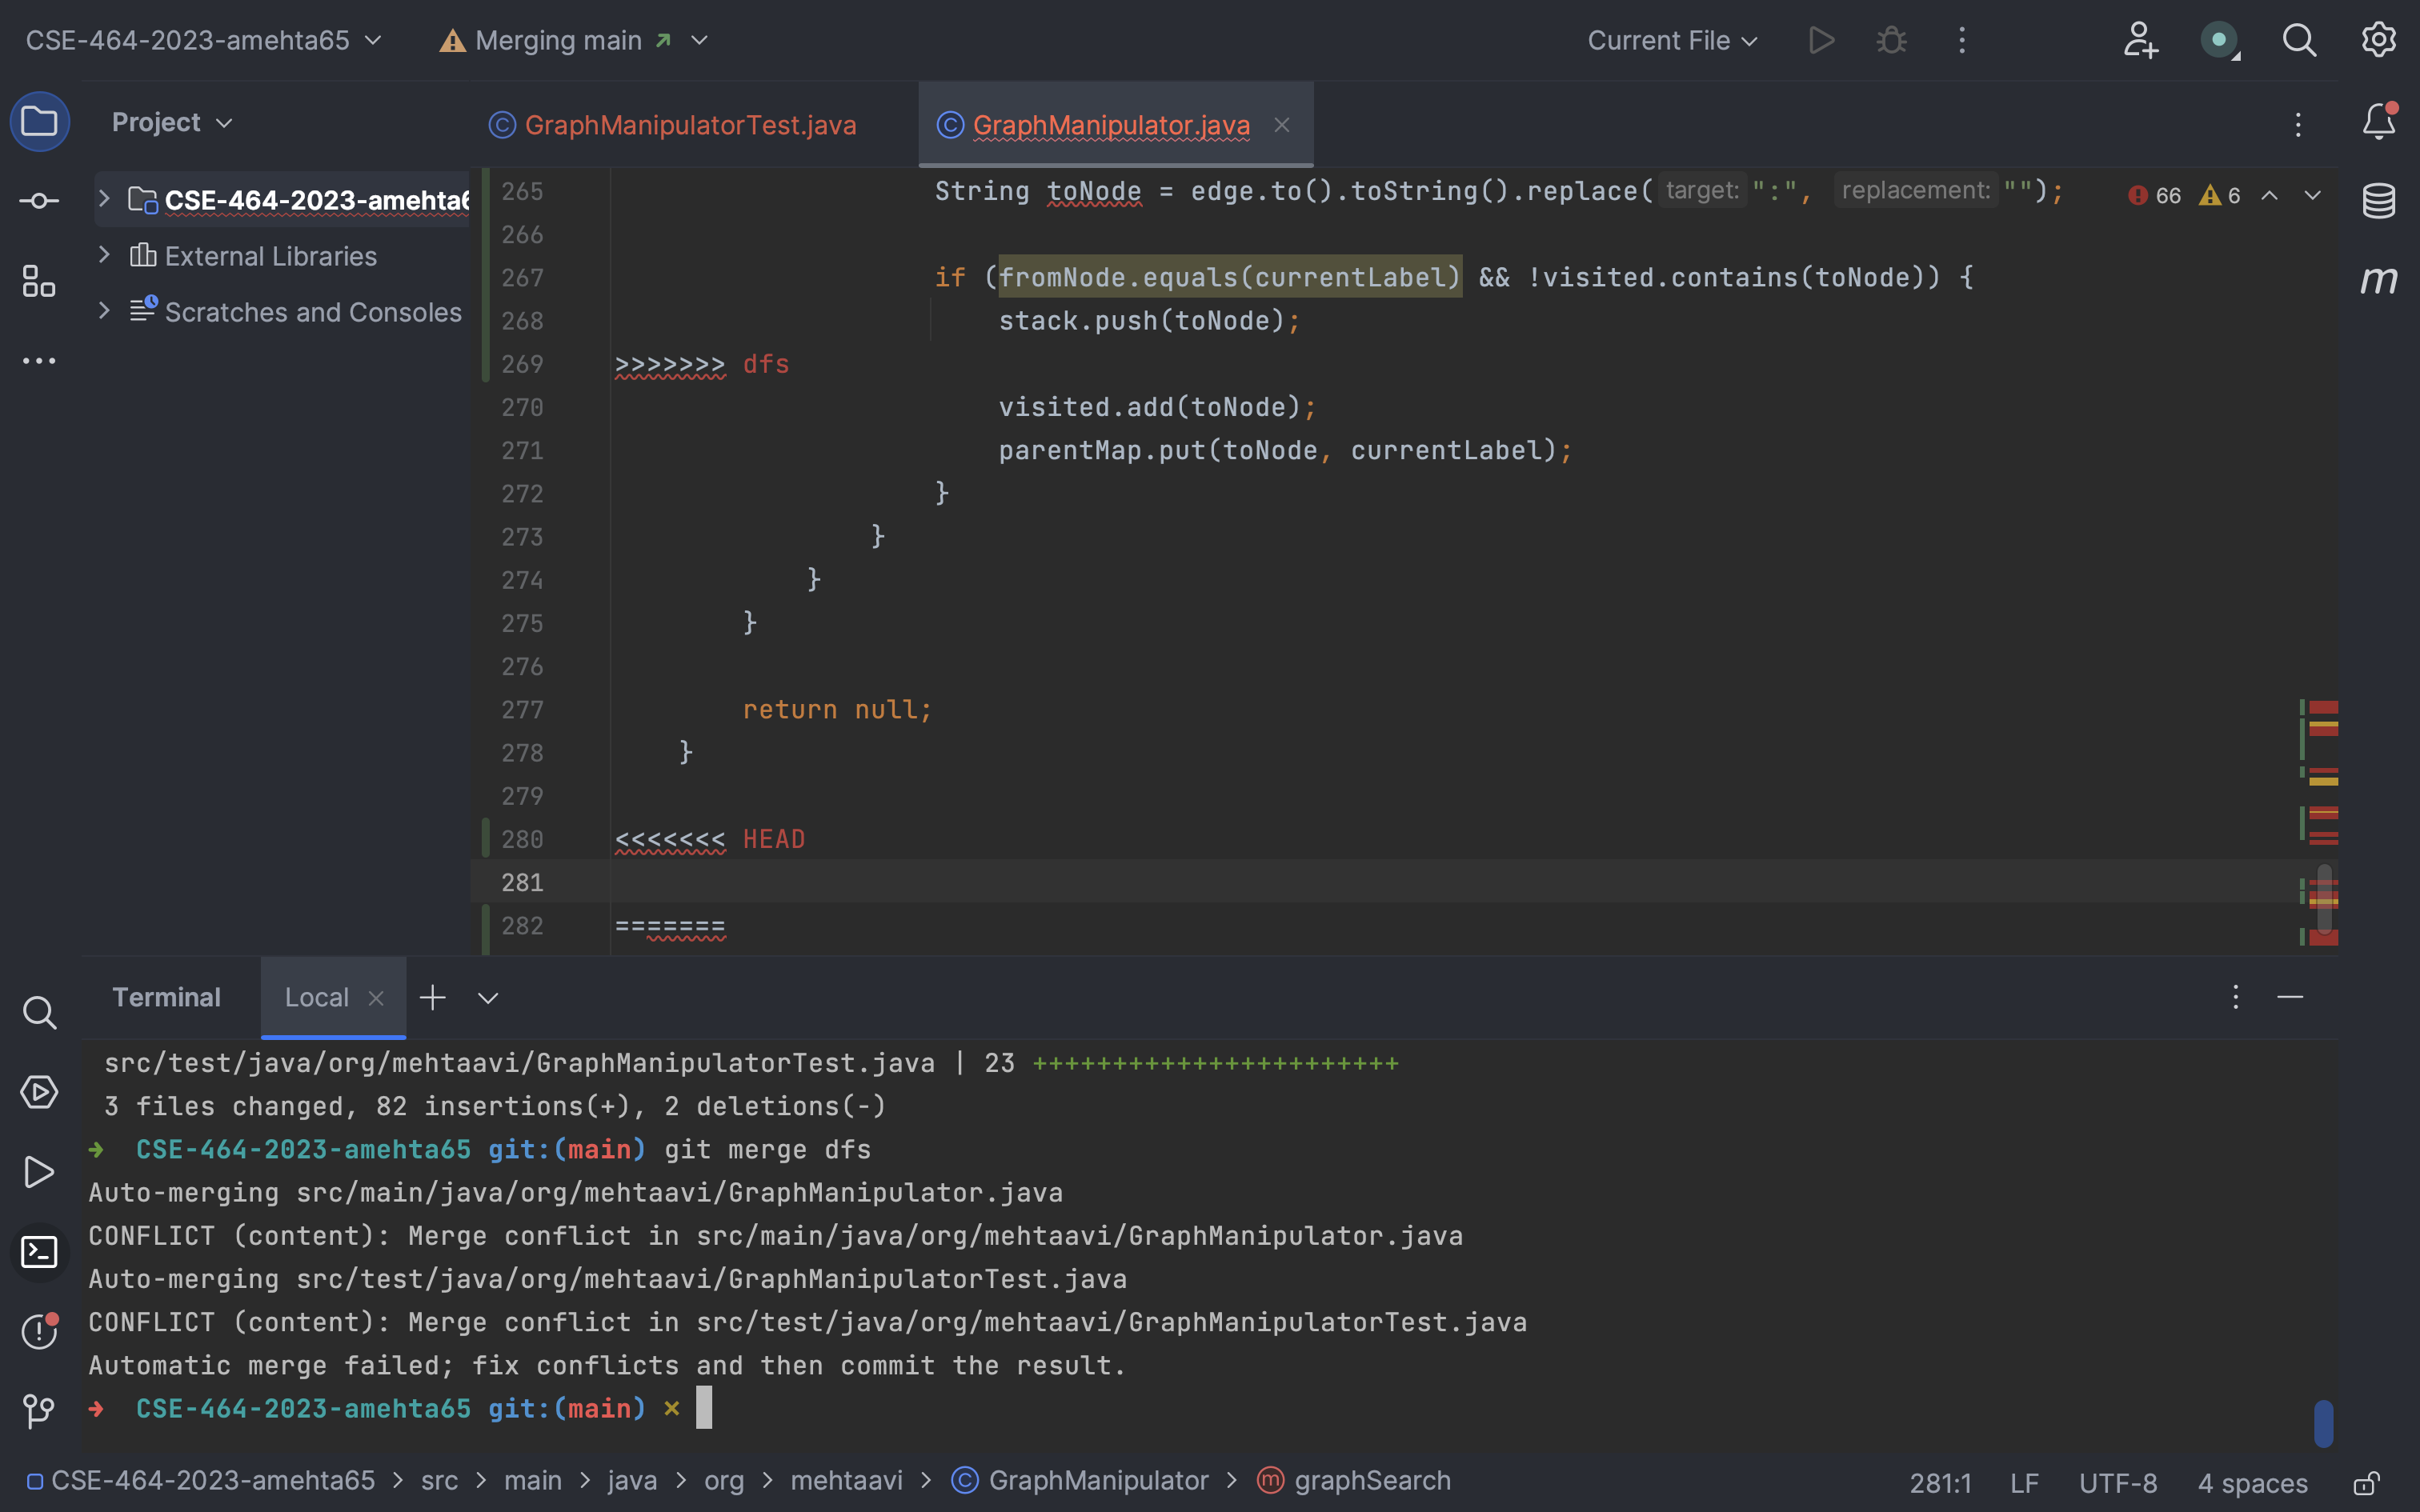 CSE-464-2023-amehta65
Merging main
Current File
Project
GraphManipulatorTest.java
GraphManipulator.java
CSE-464-2023-amehta6
External Libraries
Scratches and Consoles
265 String toNode = edge.to().toString().replace( target: ":", replacement: "");
66 6
266
267 if (fromNode.equals(currentLabel) && !visited.contains(toNode)) {
268 stack.push(toNode);
269 >>>>>>> dfs
270 visited.add(toNode);
271 parentMap.put(toNode, currentLabel);
272 }
273 }
274 }
275 }
276
277 return null;
278 }
279
280 <<<<<<< HEAD
281
282 =======
Terminal
Local
src/test/java/org/mehtaavi/GraphManipulatorTest.java | 23 +++++++++++++++++++++++
3 files changed, 82 insertions(+), 2 deletions(-)
➜ CSE-464-2023-amehta65 git:(main) git merge dfs
Auto-merging src/main/java/org/mehtaavi/GraphManipulator.java
CONFLICT (content): Merge conflict in src/main/java/org/mehtaavi/GraphManipulator.java
Auto-merging src/test/java/org/mehtaavi/GraphManipulatorTest.java
CONFLICT (content): Merge conflict in src/test/java/org/mehtaavi/GraphManipulatorTest.java
Automatic merge failed; fix conflicts and then commit the result.
➜ CSE-464-2023-amehta65 git:(main) ✗
CSE-464-2023-amehta65 > src > main > java > org > mehtaavi > GraphManipulator > graphSearch
281:1 LF UTF-8 4 spaces